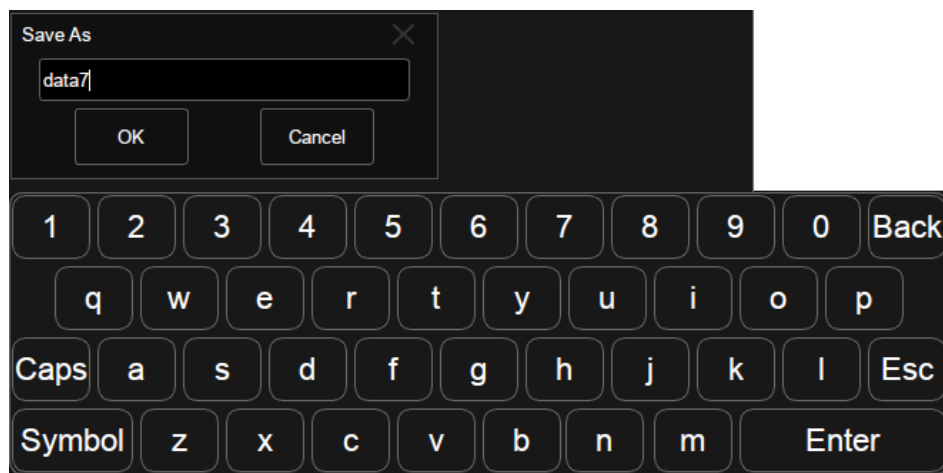 Save As
data7
OK Cancel
1 2 3 4 5 6 7 8 9 0 Back
q w e r t y u i o p
Caps a s d f g h j k l Esc
Symbol z x c v b n m Enter